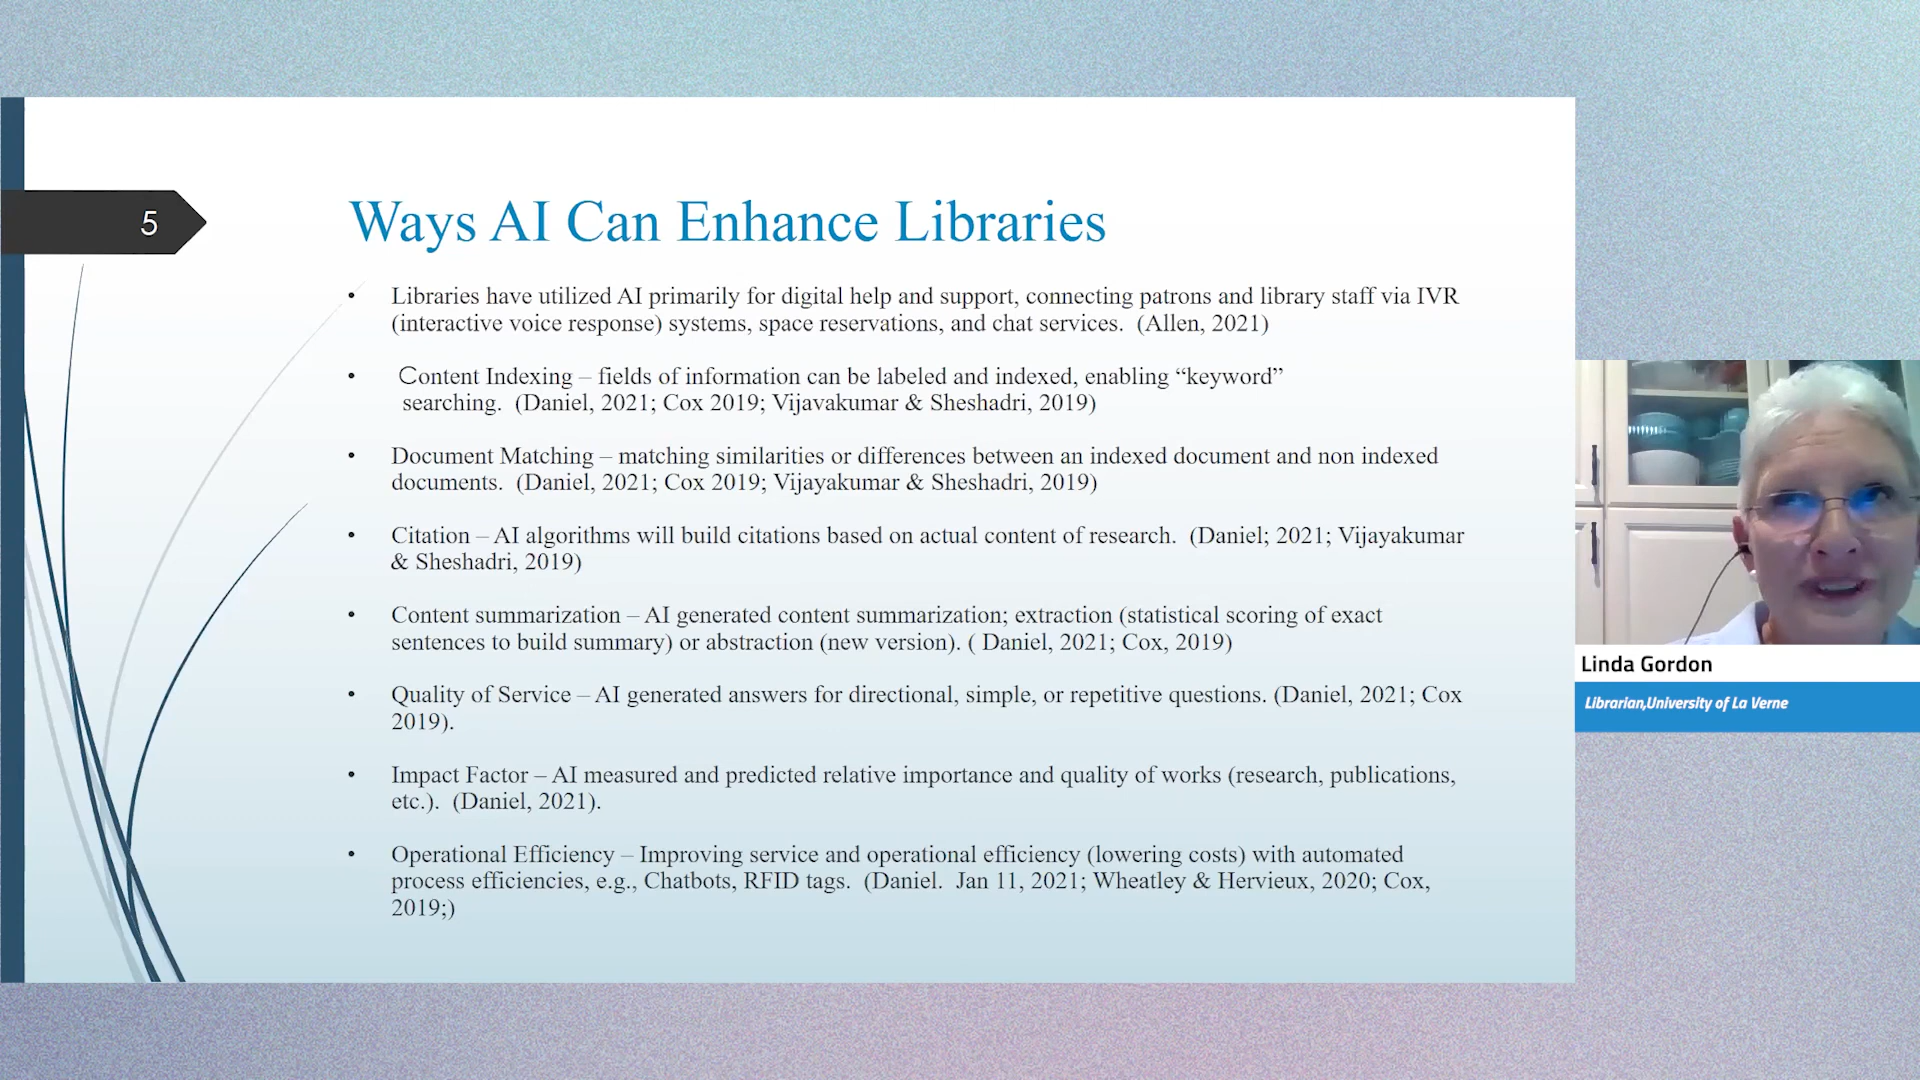 5
Ways AI Can Enhance Libraries
• Libraries have utilized AI primarily for digital help and support, connecting patrons and library staff via IVR
(interactive voice response) systems, space reservations, and chat services.  (Allen, 2021)
• Content Indexing – fields of information can be labeled and indexed, enabling “keyword”
searching.  (Daniel, 2021; Cox 2019; Vijavakumar & Sheshadri, 2019)
• Document Matching – matching similarities or differences between an indexed document and non indexed
documents.  (Daniel, 2021; Cox 2019; Vijayakumar & Sheshadri, 2019)
• Citation – AI algorithms will build citations based on actual content of research.  (Daniel; 2021; Vijayakumar
& Sheshadri, 2019)
• Content summarization – AI generated content summarization; extraction (statistical scoring of exact
sentences to build summary) or abstraction (new version). ( Daniel, 2021; Cox, 2019)
• Quality of Service – AI generated answers for directional, simple, or repetitive questions. (Daniel, 2021; Cox
2019).
• Impact Factor – AI measured and predicted relative importance and quality of works (research, publications,
etc.).  (Daniel, 2021).
• Operational Efficiency – Improving service and operational efficiency (lowering costs) with automated
process efficiencies, e.g., Chatbots, RFID tags.  (Daniel.  Jan 11, 2021; Wheatley & Hervieux, 2020; Cox,
2019;)
Linda Gordon
Librarian,University of La Verne